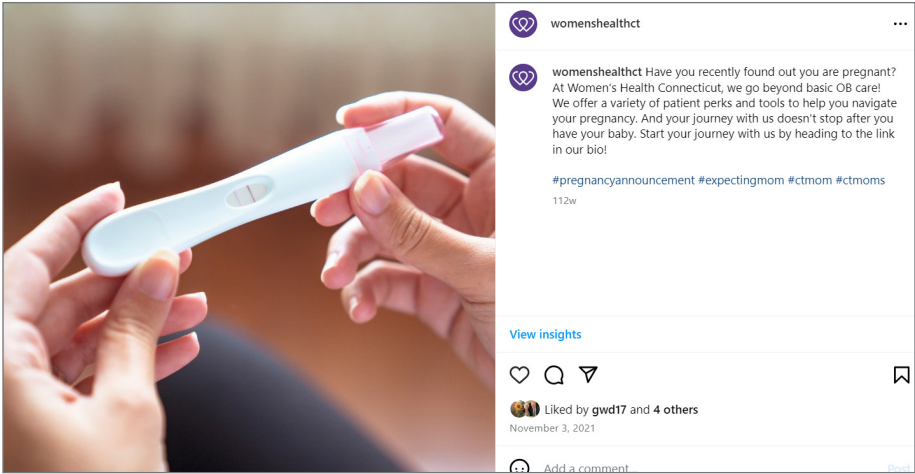 womenshealthct
womenshealthct Have you recently found out you are pregnant?
At Women's Health Connecticut, we go beyond basic OB care!
We offer a variety of patient perks and tools to help you navigate
your pregnancy. And your journey with us doesn't stop after you
have your baby. Start your journey with us by heading to the link
in our bio!
#pregnancyannouncement #expectingmom #ctmom #ctmoms
112w
View insights
Liked by gwd17 and 4 others
November 3, 2021
Add a comment...
Post